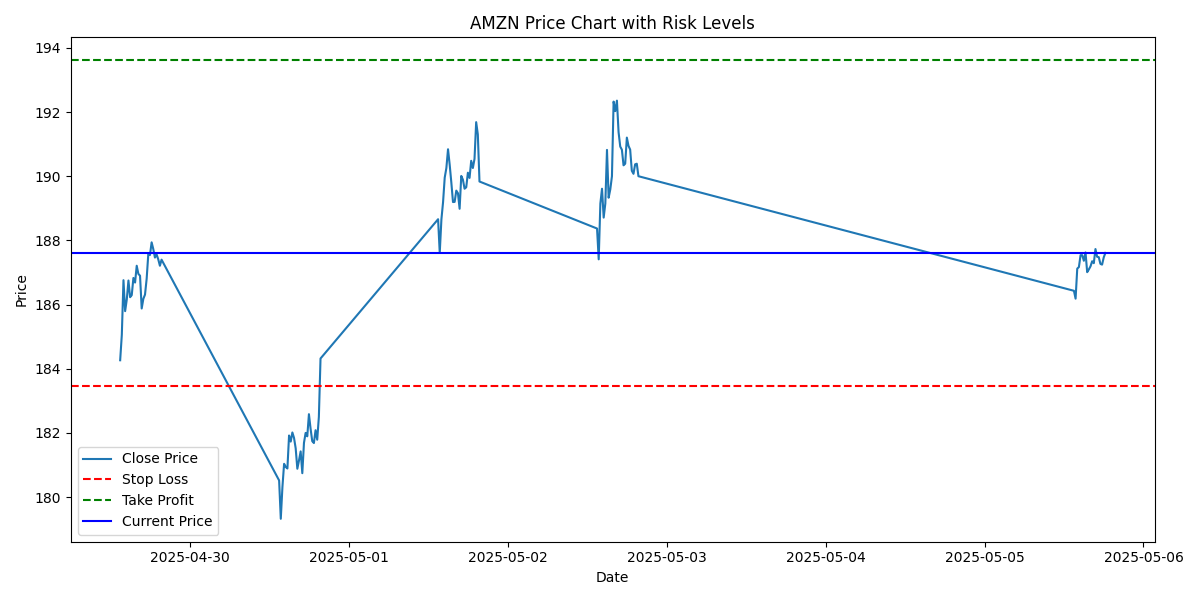 AMZN Price Chart with Risk Levels
194
192
190
188
186
184
182
180
Price
Close Price
Stop Loss
Take Profit
Current Price
2025-04-30
2025-05-01
2025-05-02
2025-05-03
2025-05-04
2025-05-05
2025-05-06
Date